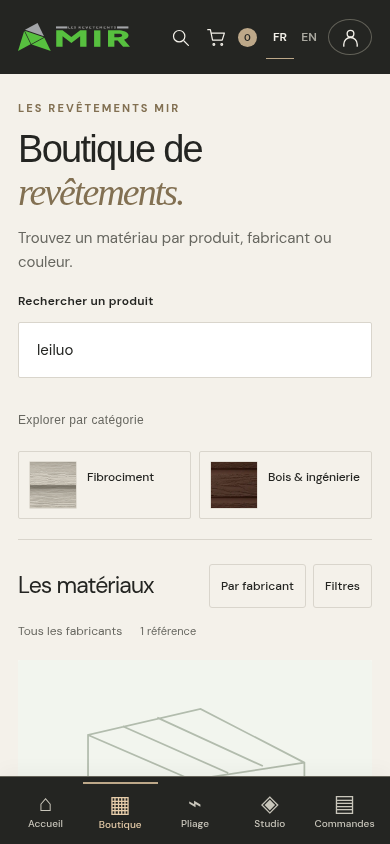 LES REVÊTEMENTS
MIR
0
FR
EN
LES REVÊTEMENTS MIR
Boutique de
revêtements.
Trouvez un matériau par produit, fabricant ou
couleur.
Rechercher un produit
leiluo
Explorer par catégorie
Fibrociment
Bois & ingénierie
Les matériaux
Par fabricant
Filtres
Tous les fabricants
1 référence
Accueil
Boutique
Pliage
Studio
Commandes